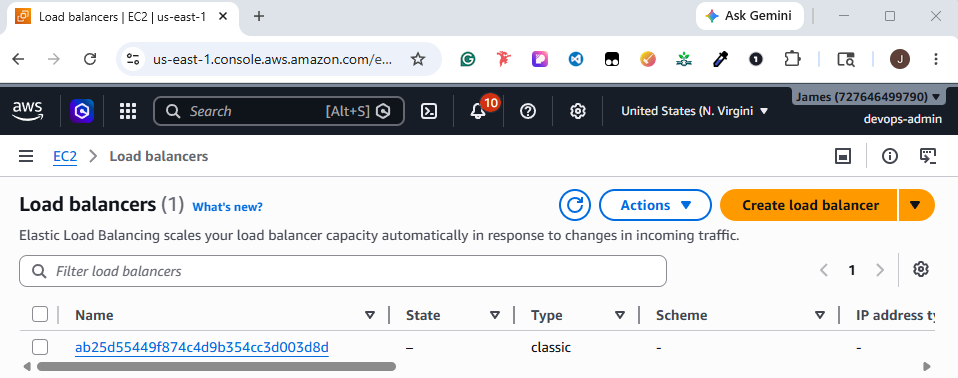 Load balancers | EC2 | us-east-1
Ask Gemini
us-east-1.console.aws.amazon.com/e...
J
aws
Search [Alt+S]
10
United States (N. Virgini
James (727646499790)
devops-admin
EC2 > Load balancers
Load balancers (1) What's new?
Actions
Create load balancer
Elastic Load Balancing scales your load balancer capacity automatically in response to changes in incoming traffic.
Filter load balancers
1
Name State Type Scheme IP address ty
ab25d55449f874c4d9b354cc3d003d8d – classic - -